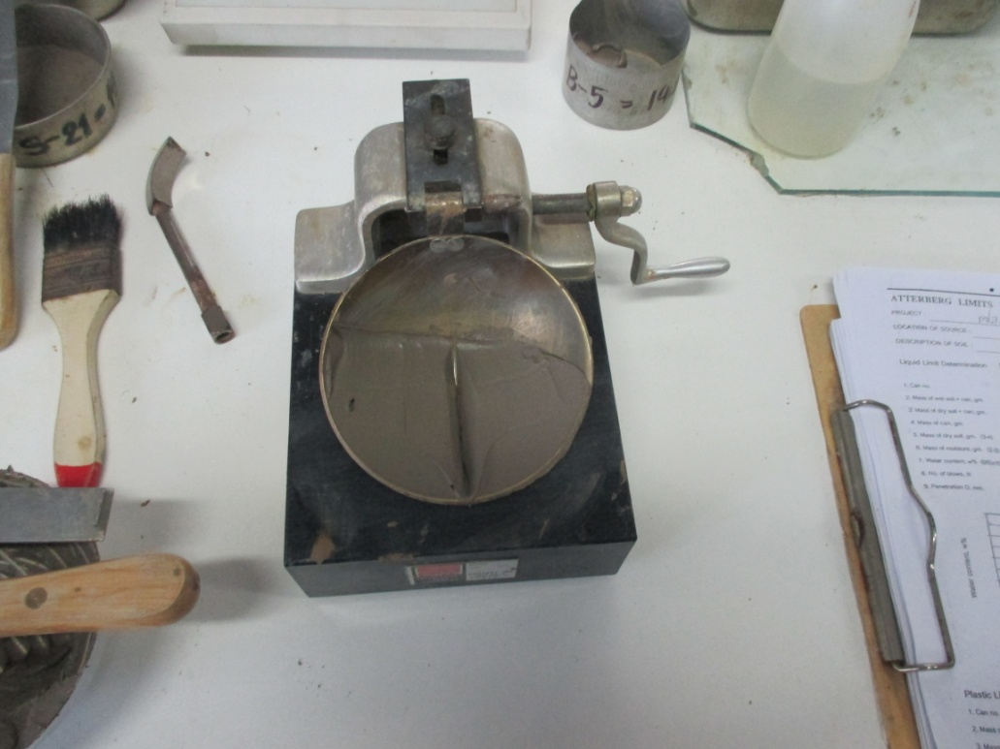 S-21=
B-5 = 14
ATTERBERG LIMITS
PROJECT
LOCATION OF SOURCE :
DESCRIPTION OF SOIL :
Liquid Limit Determination
1. Can no.
2. Mass of wet soil + can, gm.
3. Mass of dry soil + can, gm.
4. Mass of can, gm.
5. Mass of dry soil, gm.
6. Mass of moisture, gm.
7. Water content, w%
8. No. of blows, N
9. Penetration D, mm.
Water content, w%
Plastic Li
1. Can no.
2. Mass
3. Mass